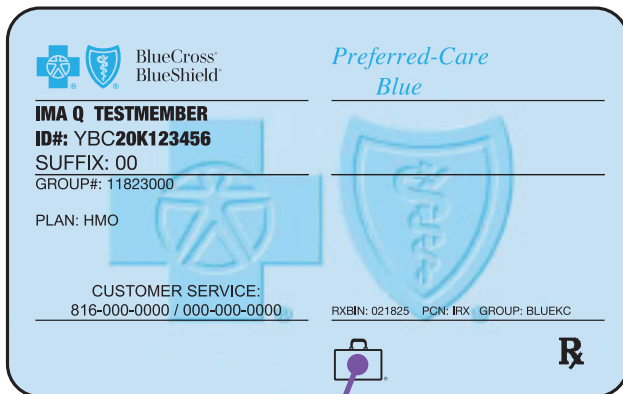 BlueCross®
BlueShield®
Preferred-Care
Blue
IMA Q TESTMEMBER
ID#: YBC20K123456
SUFFIX: 00
GROUP#: 11823000
PLAN: HMO
CUSTOMER SERVICE:
816-000-0000 / 000-000-0000
RXBIN: 021825 PCN: IRX GROUP: BLUEKC
℞